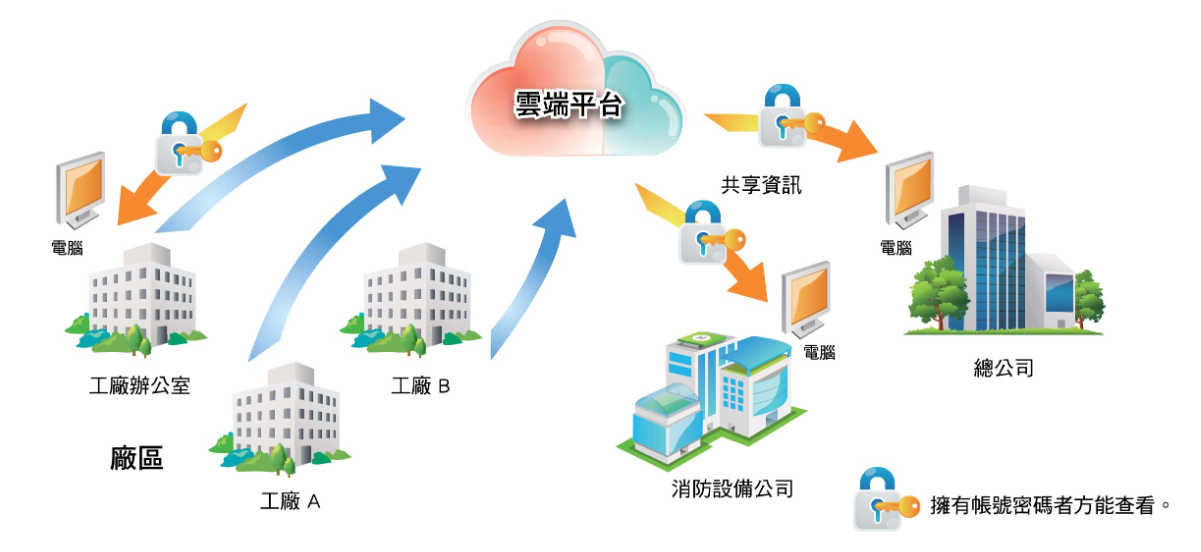 雲端平台
共享資訊
電腦
電腦
工廠辦公室
工廠 B
電腦
總公司
廠區
工廠 A
消防設備公司
擁有帳號密碼者方能查看。